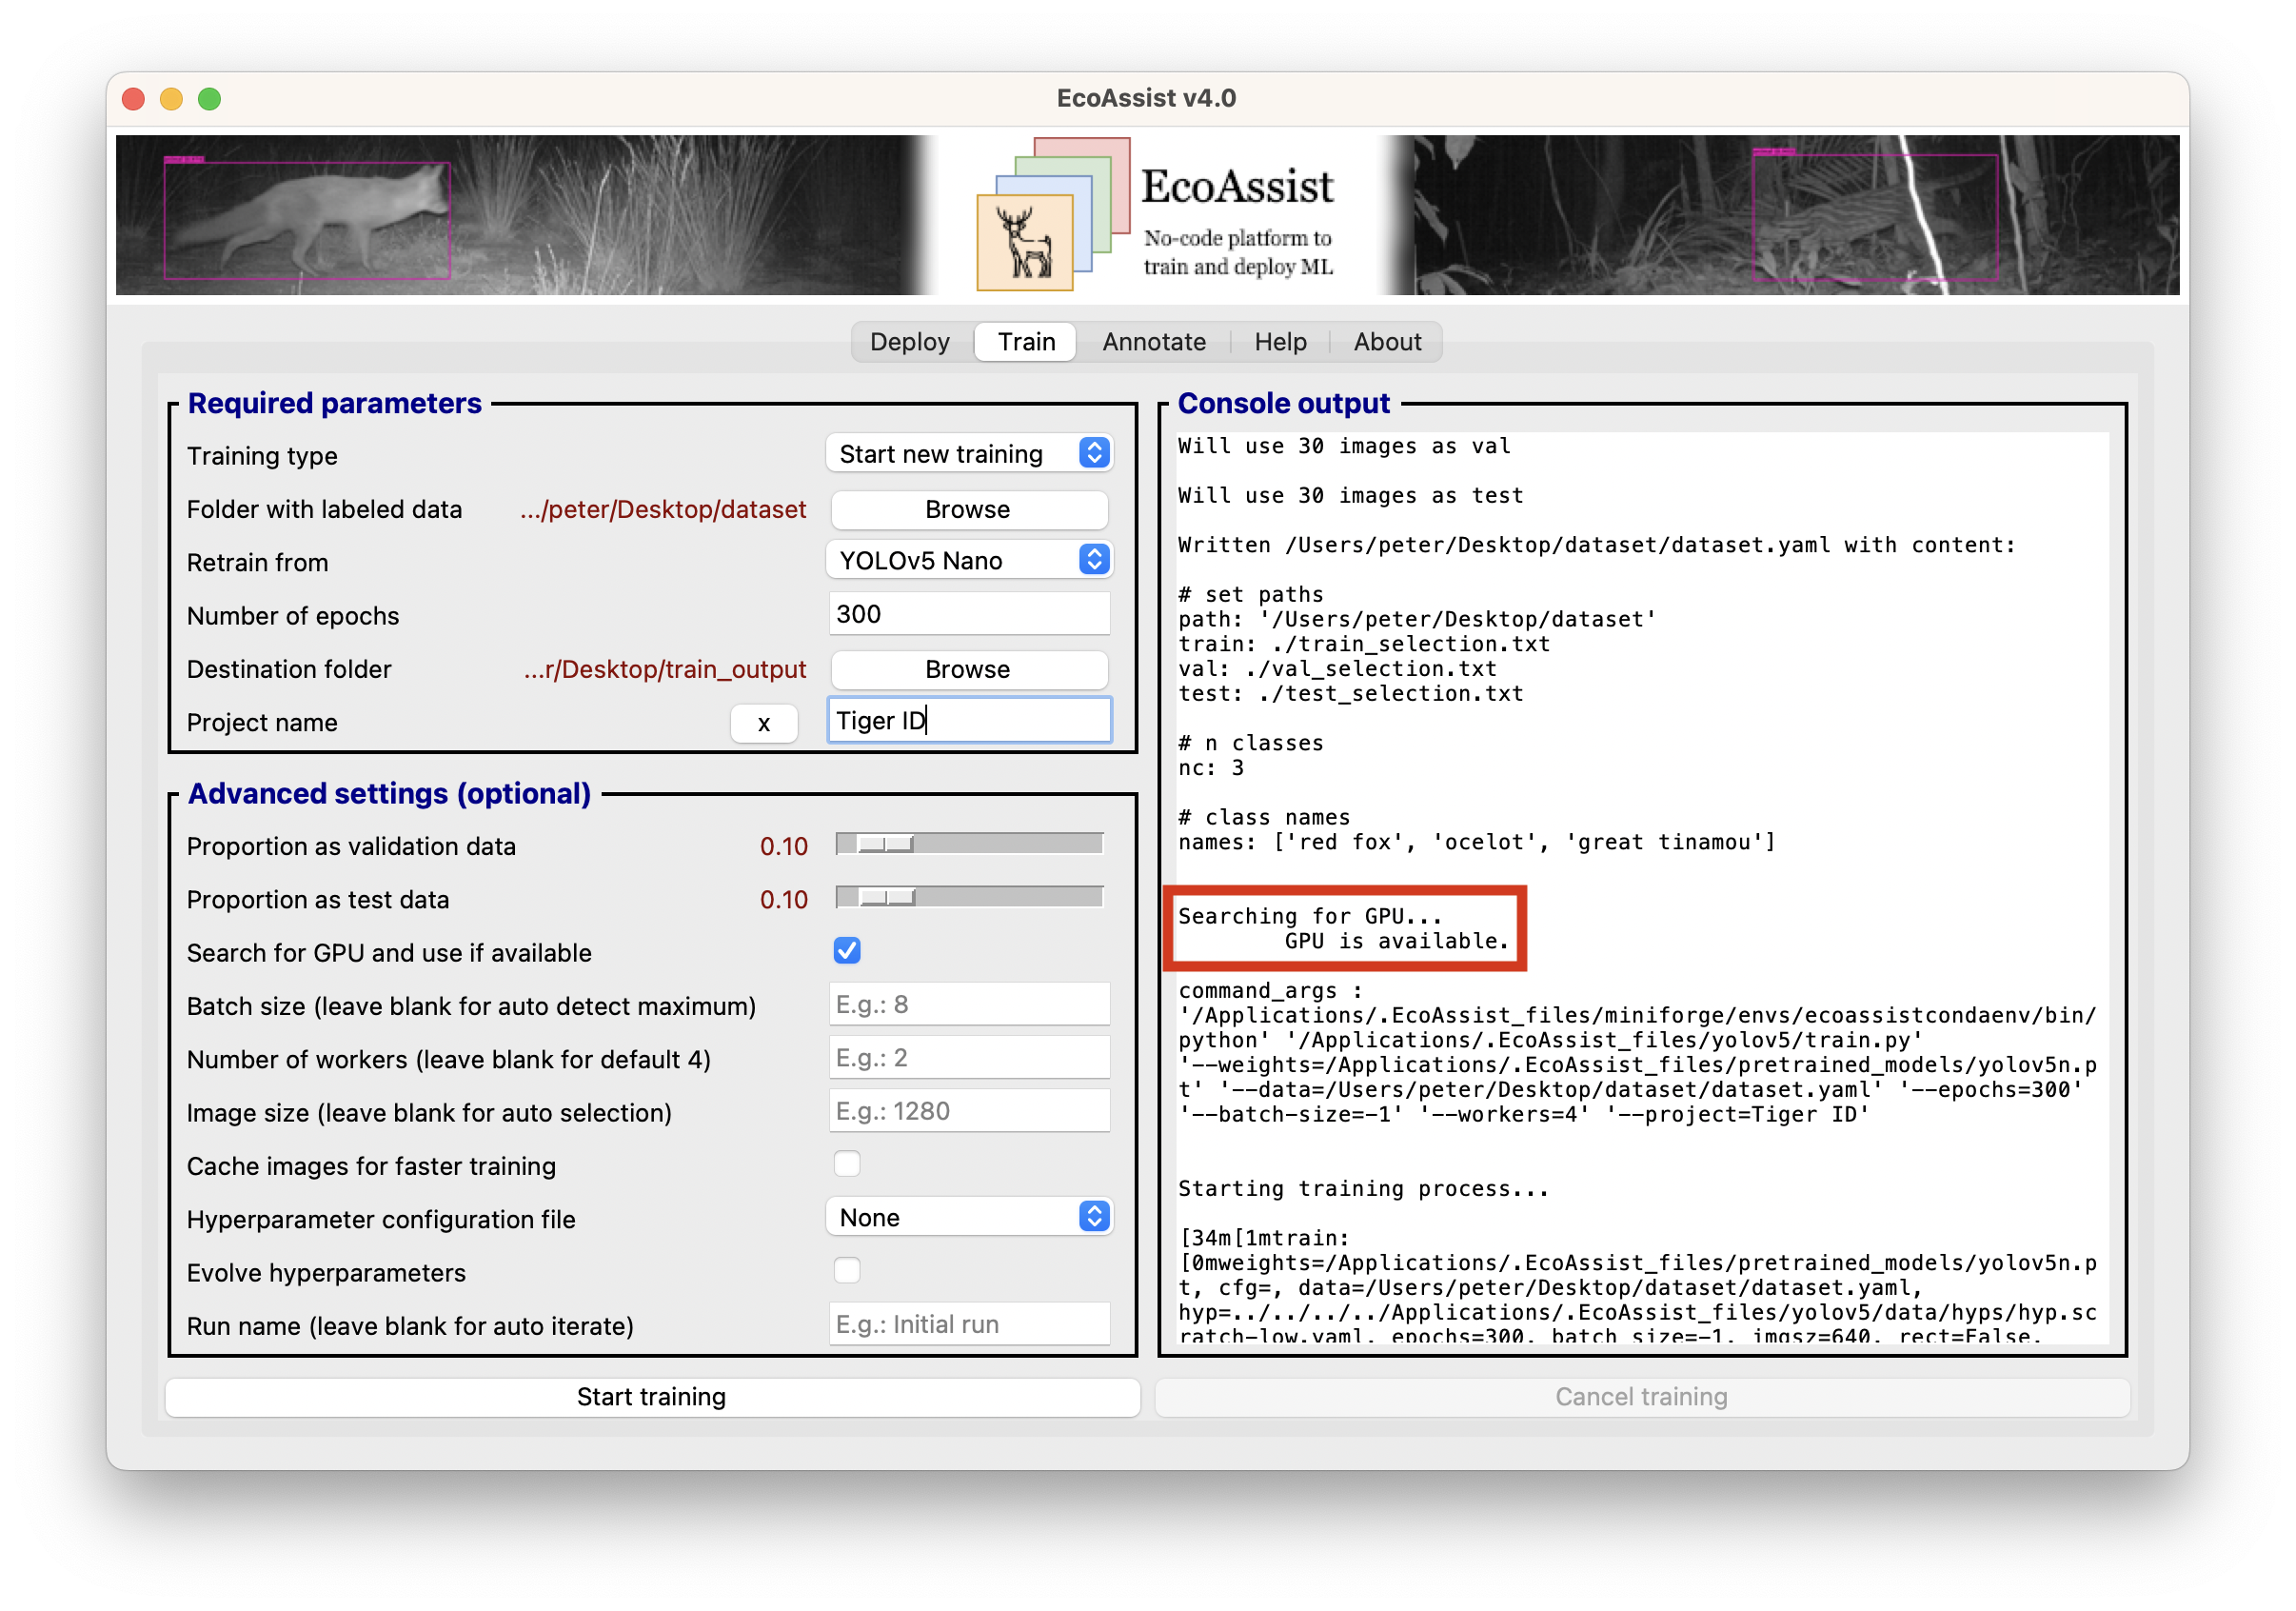 EcoAssist v4.0
EcoAssist
No-code platform to
train and deploy ML
Deploy
Train
Annotate
Help
About
Required parameters
Training type
Start new training
Folder with labeled data
.../peter/Desktop/dataset
Browse
Retrain from
YOLOv5 Nano
Number of epochs
300
Destination folder
...r/Desktop/train_output
Browse
Project name
x
Tiger ID
Advanced settings (optional)
Proportion as validation data
0.10
Proportion as test data
0.10
Search for GPU and use if available
Batch size (leave blank for auto detect maximum)
E.g.: 8
Number of workers (leave blank for default 4)
E.g.: 2
Image size (leave blank for auto selection)
E.g.: 1280
Cache images for faster training
Hyperparameter configuration file
None
Evolve hyperparameters
Run name (leave blank for auto iterate)
E.g.: Initial run
Start training
Console output
Will use 30 images as val
Will use 30 images as test
Written /Users/peter/Desktop/dataset/dataset.yaml with content:
# set paths
path: '/Users/peter/Desktop/dataset'
train: ./train_selection.txt
val: ./val_selection.txt
test: ./test_selection.txt
# n classes
nc: 3
# class names
names: ['red fox', 'ocelot', 'great tinamou']
Searching for GPU...
GPU is available.
command_args :
'/Applications/.EcoAssist_files/miniforge/envs/ecoassistcondaenv/bin/
python' '/Applications/.EcoAssist_files/yolov5/train.py'
'--weights=/Applications/.EcoAssist_files/pretrained_models/yolov5n.p
t' '--data=/Users/peter/Desktop/dataset/dataset.yaml' '--epochs=300'
'--batch-size=-1' '--workers=4' '--project=Tiger ID'
Starting training process...
[34m[1mtrain:
[0mweights=/Applications/.EcoAssist_files/pretrained_models/yolov5n.p
t, cfg=, data=/Users/peter/Desktop/dataset/dataset.yaml,
hyp=../../../../Applications/.EcoAssist_files/yolov5/data/hyps/hyp.sc
ratch-low.yaml, epochs=300, batch_size=-1, imgsz=640, rect=False,
Cancel training